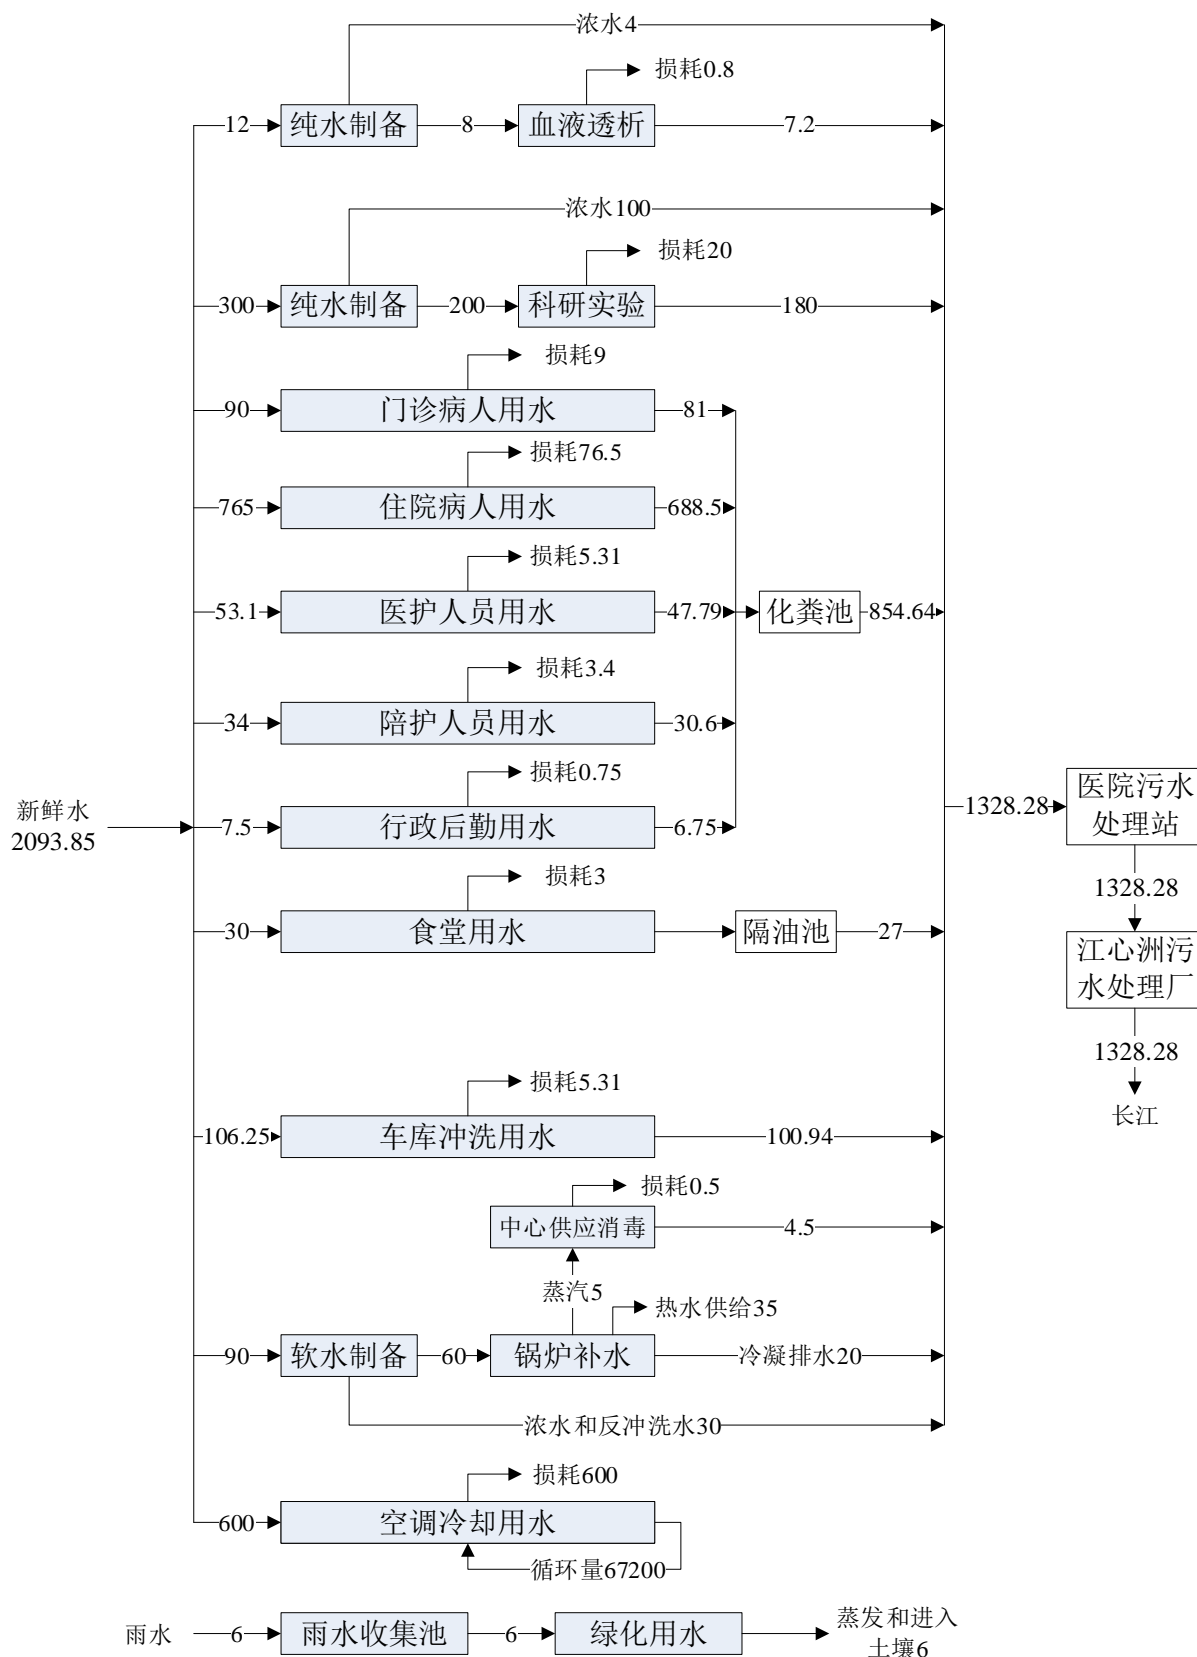 浓水4
损耗0.8
12
纯水制备
8
血液透析
7.2
浓水100
损耗20
300
纯水制备
200
科研实验
180
损耗9
90
门诊病人用水
81
损耗76.5
765
住院病人用水
688.5
损耗5.31
53.1
医护人员用水
47.79
化粪池
854.64
损耗3.4
34
陪护人员用水
30.6
损耗0.75
新鲜水
2093.85
7.5
行政后勤用水
6.75
1328.28
医院污水
处理站
1328.28
损耗3
30
食堂用水
隔油池
27
江心洲污
水处理厂
1328.28
长江
损耗5.31
106.25
车库冲洗用水
100.94
损耗0.5
中心供应消毒
4.5
蒸汽5
热水供给35
90
软水制备
60
锅炉补水
冷凝排水20
浓水和反冲洗水30
损耗600
600
空调冷却用水
循环量67200
雨水
6
雨水收集池
6
绿化用水
蒸发和进入
土壤6